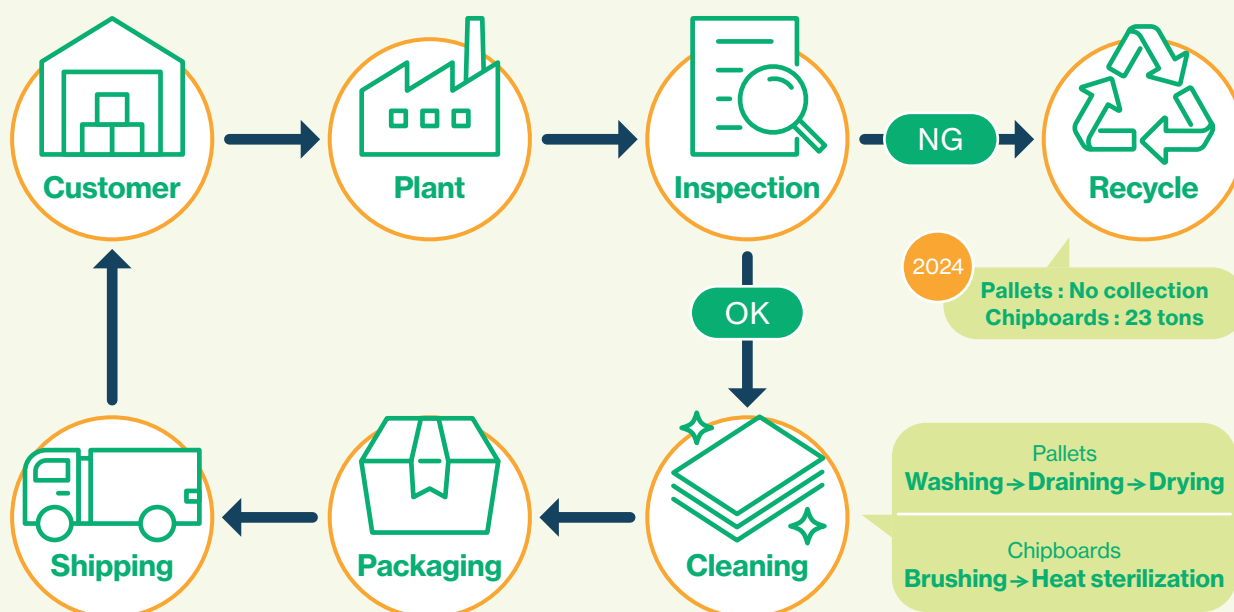 Customer
Plant
Inspection
NG
Recycle
2024
Pallets : No collection
Chipboards : 23 tons
OK
Shipping
Packaging
Cleaning
Pallets
Washing→Draining→Drying
Chipboards
Brushing→Heat sterilization